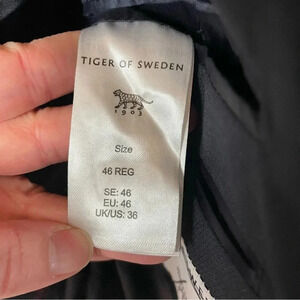 TIGER OF SWEDEN
1903
Size
46 REG
SE: 46
EU: 46
UK/US: 36